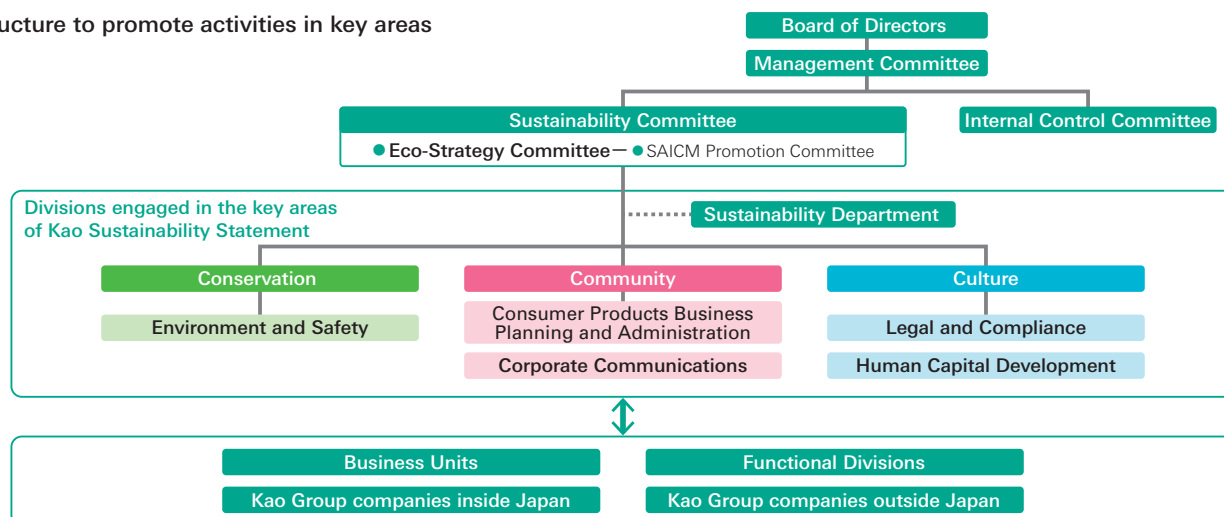 ucture to promote activities in key areas
Board of Directors
Management Committee
Sustainability Committee
Internal Control Committee
● Eco-Strategy Committee — ● SAICM Promotion Committee
Divisions engaged in the key areas
of Kao Sustainability Statement
Sustainability Department
Conservation
Community
Culture
Environment and Safety
Consumer Products Business
Planning and Administration
Legal and Compliance
Corporate Communications
Human Capital Development
Business Units
Functional Divisions
Kao Group companies inside Japan
Kao Group companies outside Japan